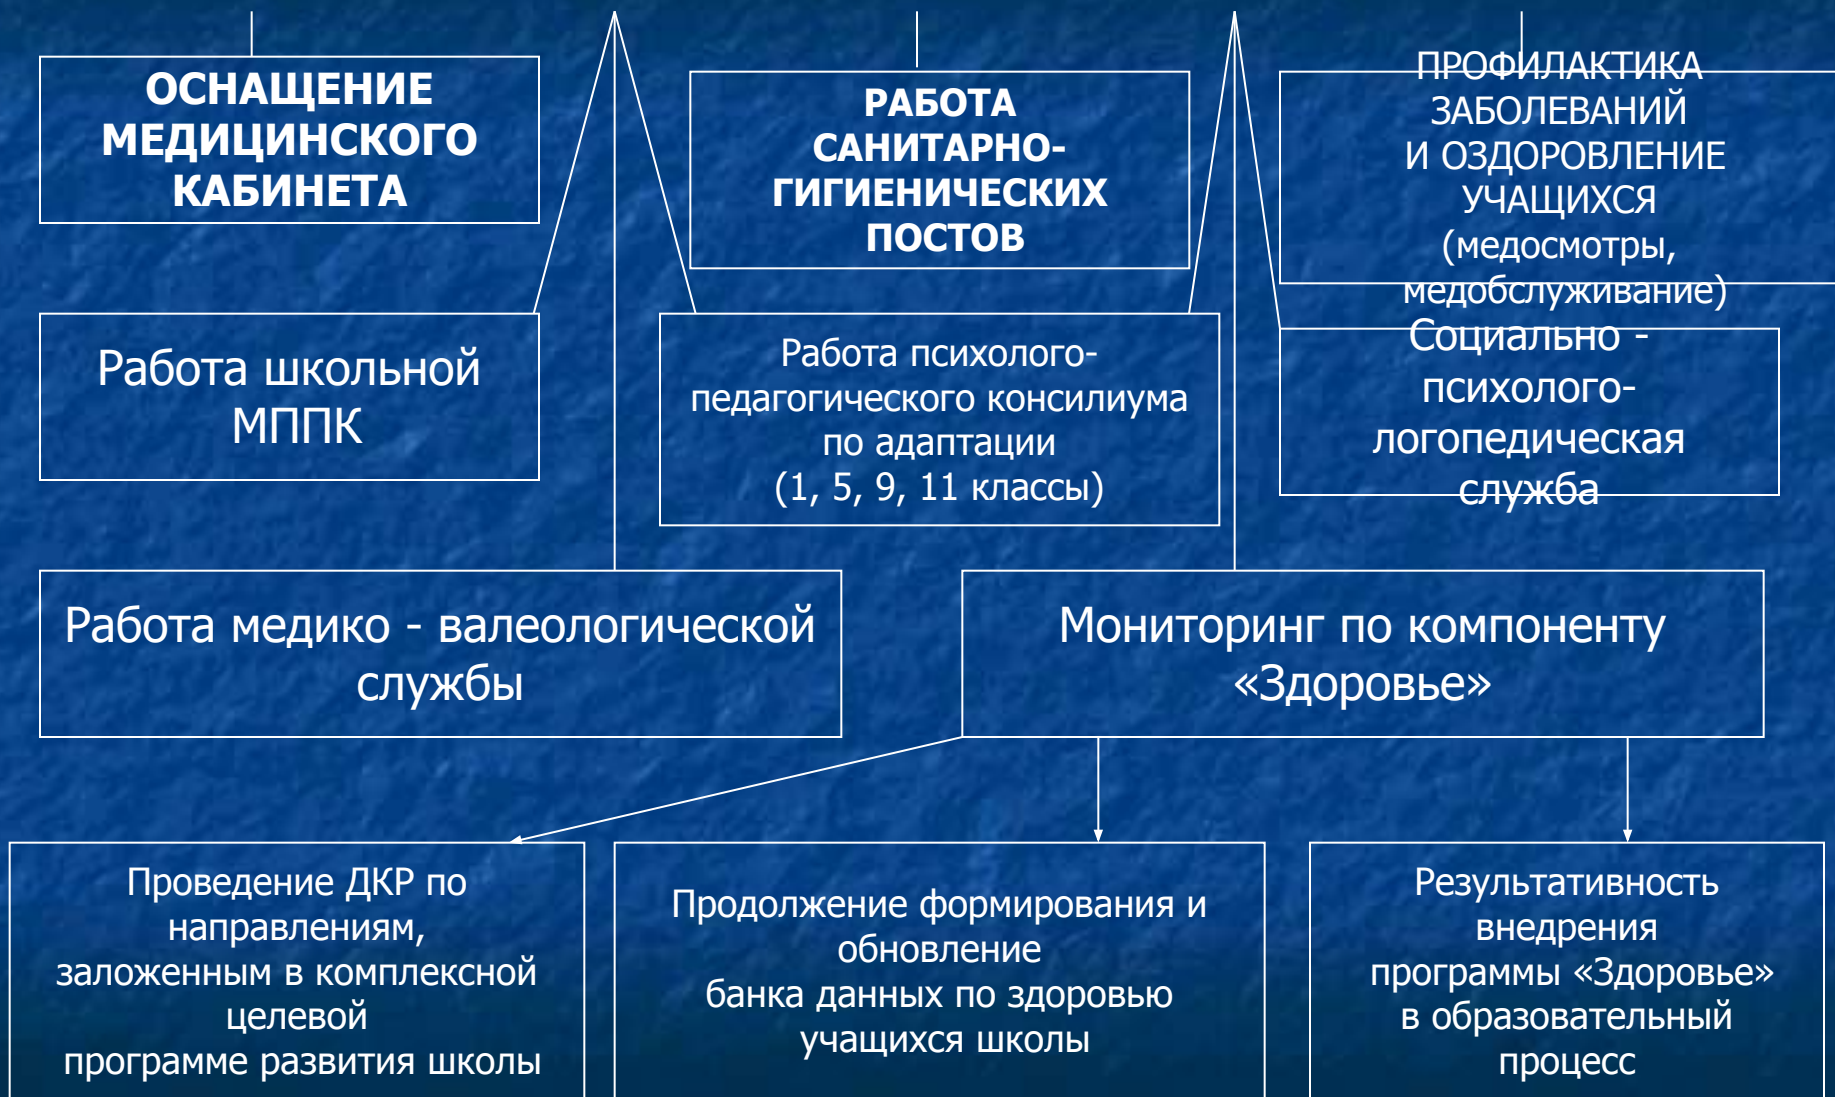 ОСНАЩЕНИЕ
МЕДИЦИНСКОГО
КАБИНЕТА
РАБОТА
САНИТАРНО-
ГИГИЕНИЧЕСКИХ
ПОСТОВ
ПРОФИЛАКТИКА
ЗАБОЛЕВАНИЙ
И ОЗДОРОВЛЕНИЕ
УЧАЩИХСЯ
(медосмотры,
медобслуживание)
Работа школьной
МППК
Работа психолого-
педагогического консилиума
по адаптации
(1, 5, 9, 11 классы)
Социально -
психолого-
логопедическая
служба
Работа медико - валеологической
службы
Мониторинг по компоненту
«Здоровье»
Проведение ДКР по
направлениям,
заложенным в комплексной
целевой
программе развития школы
Продолжение формирования и
обновление
банка данных по здоровью
учащихся школы
Результативность
внедрения
программы «Здоровье»
в образовательный
процесс